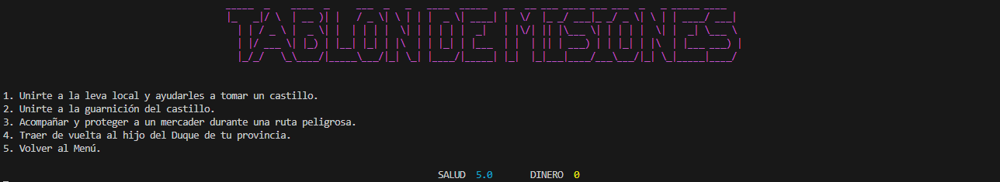 TABLON DE MISIONES
1. Unirte a la leva local y ayudarles a tomar un castillo.
2. Unirte a la guarnición del castillo.
3. Acompañar y proteger a un mercader durante una ruta peligrosa.
4. Traer de vuelta al hijo del Duque de tu provincia.
5. Volver al Menú.
SALUD 5.0 DINERO 0